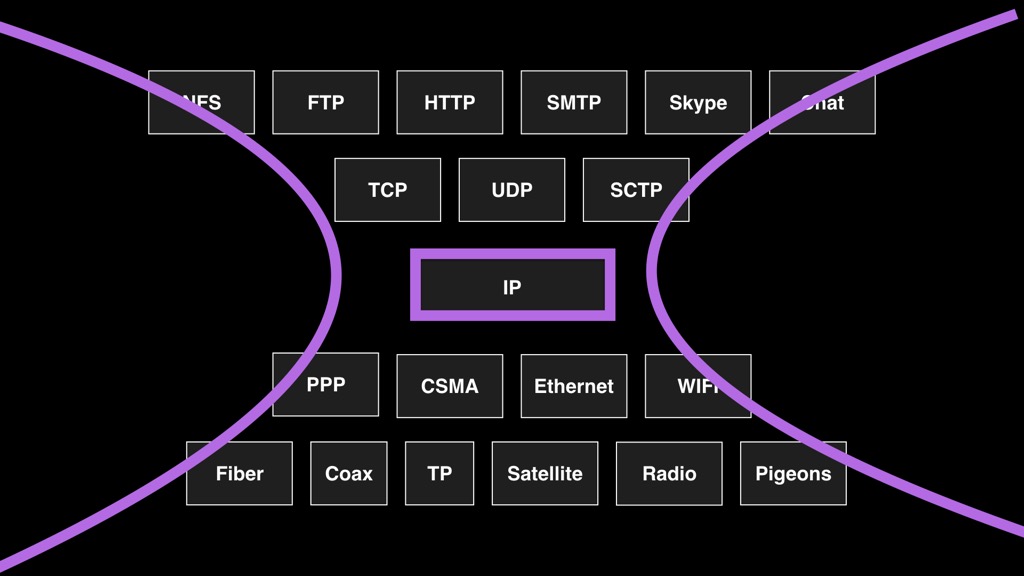 NFS FTP HTTP SMTP Skype Chat
TCP UDP SCTP
IP
PPP CSMA Ethernet WIFI
Fiber Coax TP Satellite Radio Pigeons